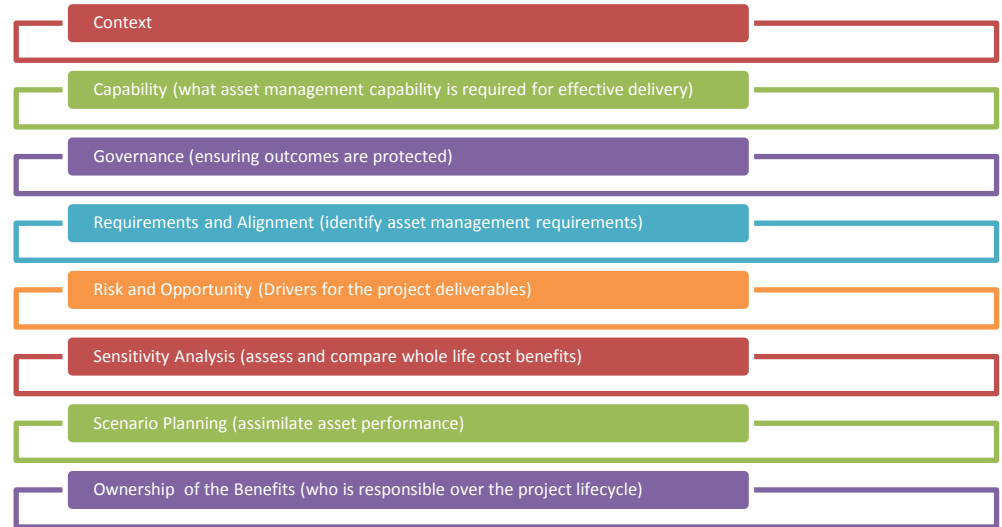 Context
Capability (what asset management capability is required for effective delivery)
Governance (ensuring outcomes are protected)
Requirements and Alignment (identify asset management requirements)
Risk and Opportunity (Drivers for the project deliverables)
Sensitivity Analysis (assess and compare whole life cost benefits)
Scenario Planning (assimilate asset performance)
Ownership  of the Benefits (who is responsible over the project lifecycle)